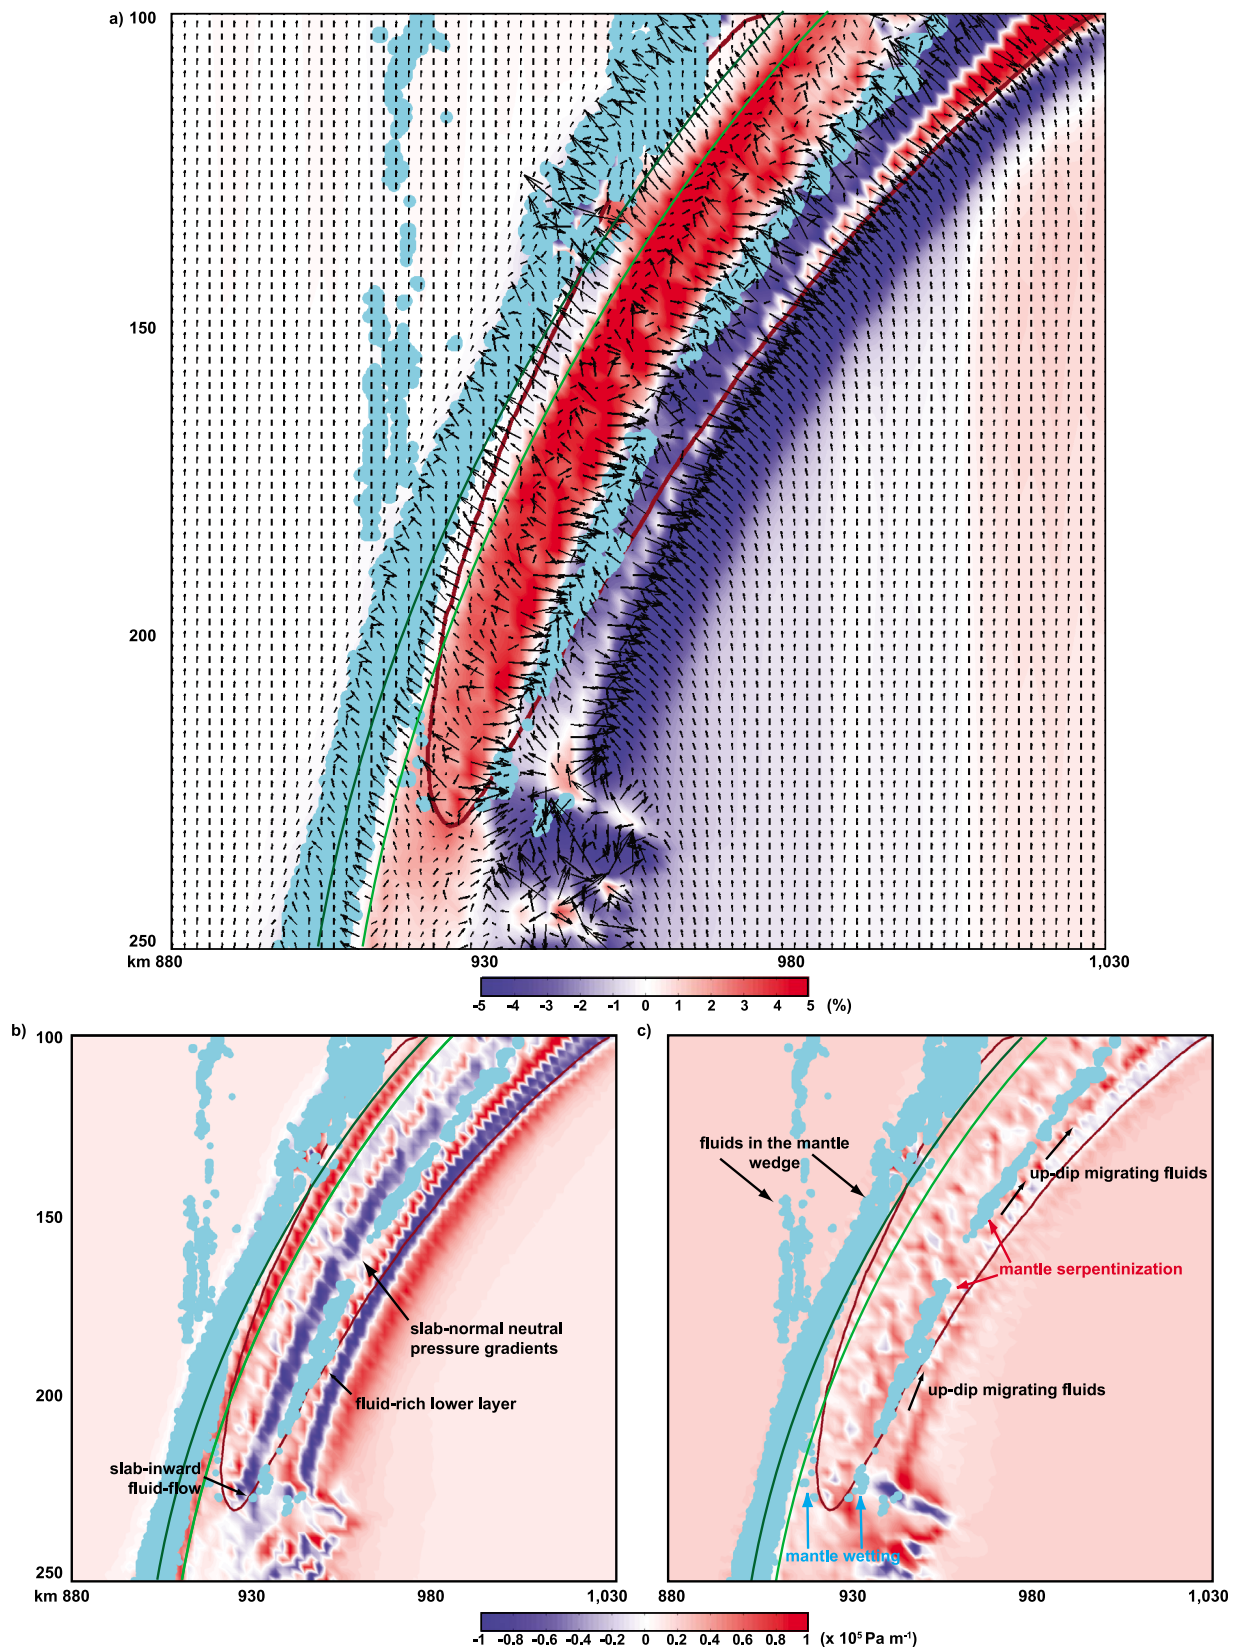 a)
100
150
200
250
km 880
930
980
1,030
-5 -4 -3 -2 -1 0 1 2 3 4 5 (%)
b)
100
150
200
250
km 880
930
980
1,030
slab-normal neutral
pressure gradients
fluid-rich lower layer
slab-inward
fluid-flow
c)
fluids in the mantle
wedge
up-dip migrating fluids
mantle serpentinization
up-dip migrating fluids
mantle wetting
880
930
980
1,030
-1 -0.8 -0.6 -0.4 -0.2 0 0.2 0.4 0.6 0.8 1 (x 10⁵ Pa m⁻¹)